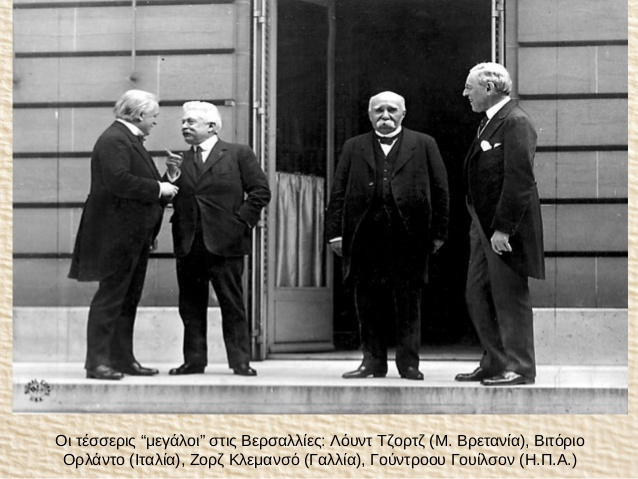 Οι τέσσερις “μεγάλοι” στις Βερσαλλίες: Λόυντ Τζορτζ (Μ. Βρετανία), Βιτόριο
Ορλάντο (Ιταλία), Ζορζ Κλεμανσό (Γαλλία), Γούντροου Γουίλσον (Η.Π.Α.)